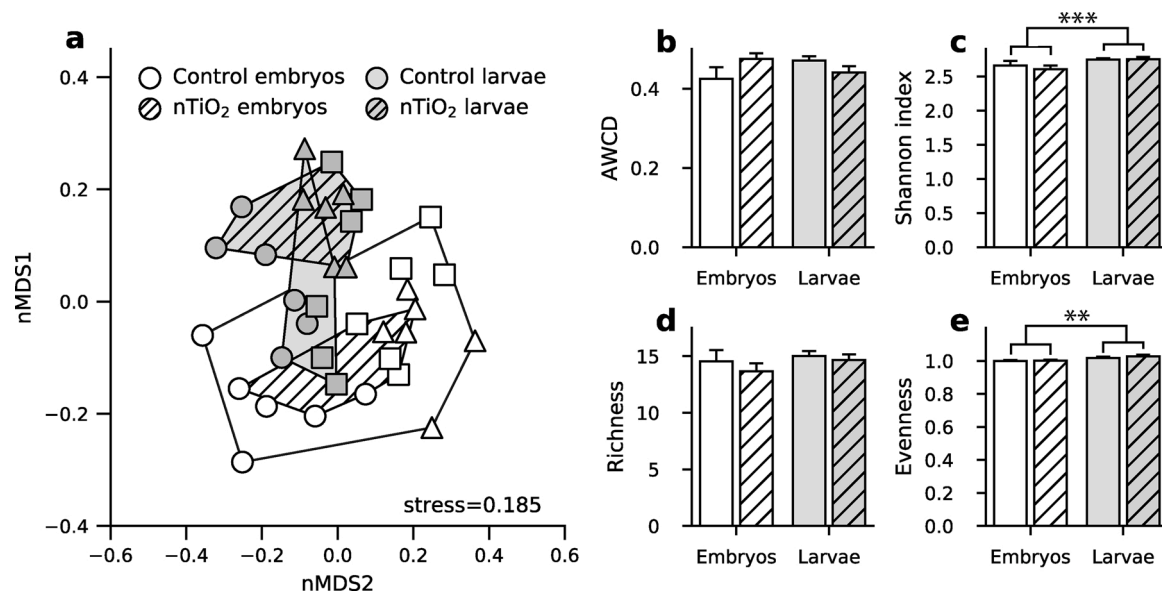 a
Control embryos
Control larvae
nTiO₂ embryos
nTiO₂ larvae
nMDS1
0.4
0.2
0.0
−0.2
−0.4
stress=0.185
−0.6
−0.4
−0.2
0.0
0.2
0.4
0.6
nMDS2
b
AWCD
0.4
0.2
0.0
Embryos
Larvae
c
***
Shannon index
2.5
2.0
1.5
1.0
0.5
0.0
Embryos
Larvae
d
Richness
15
10
5
0
Embryos
Larvae
e
**
Evenness
1.0
0.8
0.6
0.4
0.2
0.0
Embryos
Larvae